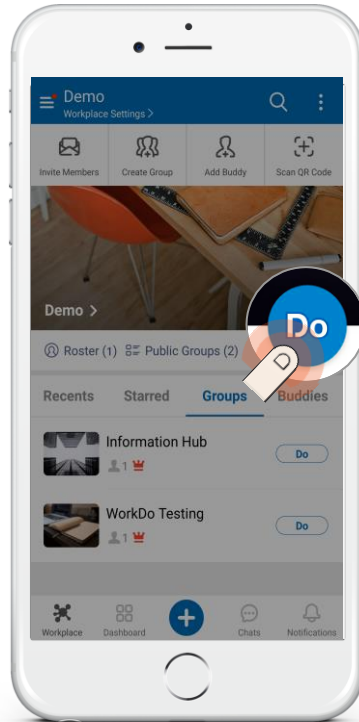 Demo
Workplace Settings >
Invite Members
Create Group
Add Buddy
Scan QR Code
Demo >
Do
Roster (1)
Public Groups (2)
Recents
Starred
Groups
Buddies
Information Hub
1
Do
WorkDo Testing
1
Do
Workplace
Dashboard
Chats
Notifications